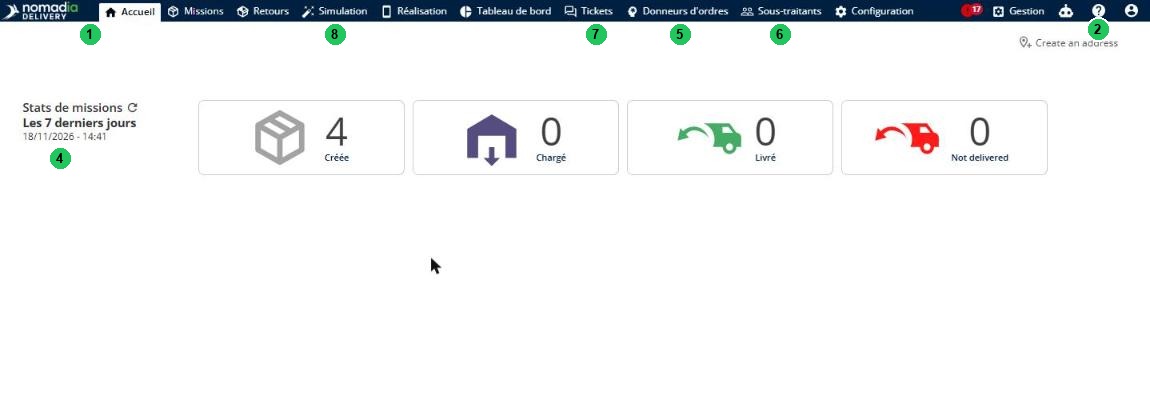 nomadia DELIVERY Accueil Missions Retours Simulation Réalisation Tableau de bord Tickets Donneurs d'ordres Sous-traitants Configuration 17 Gestion
1 8 7 5 6 2
Create an address
Stats de missions
Les 7 derniers jours
18/11/2026 - 14:41
4
4
Créée
0
Chargé
0
Livré
0
Not delivered